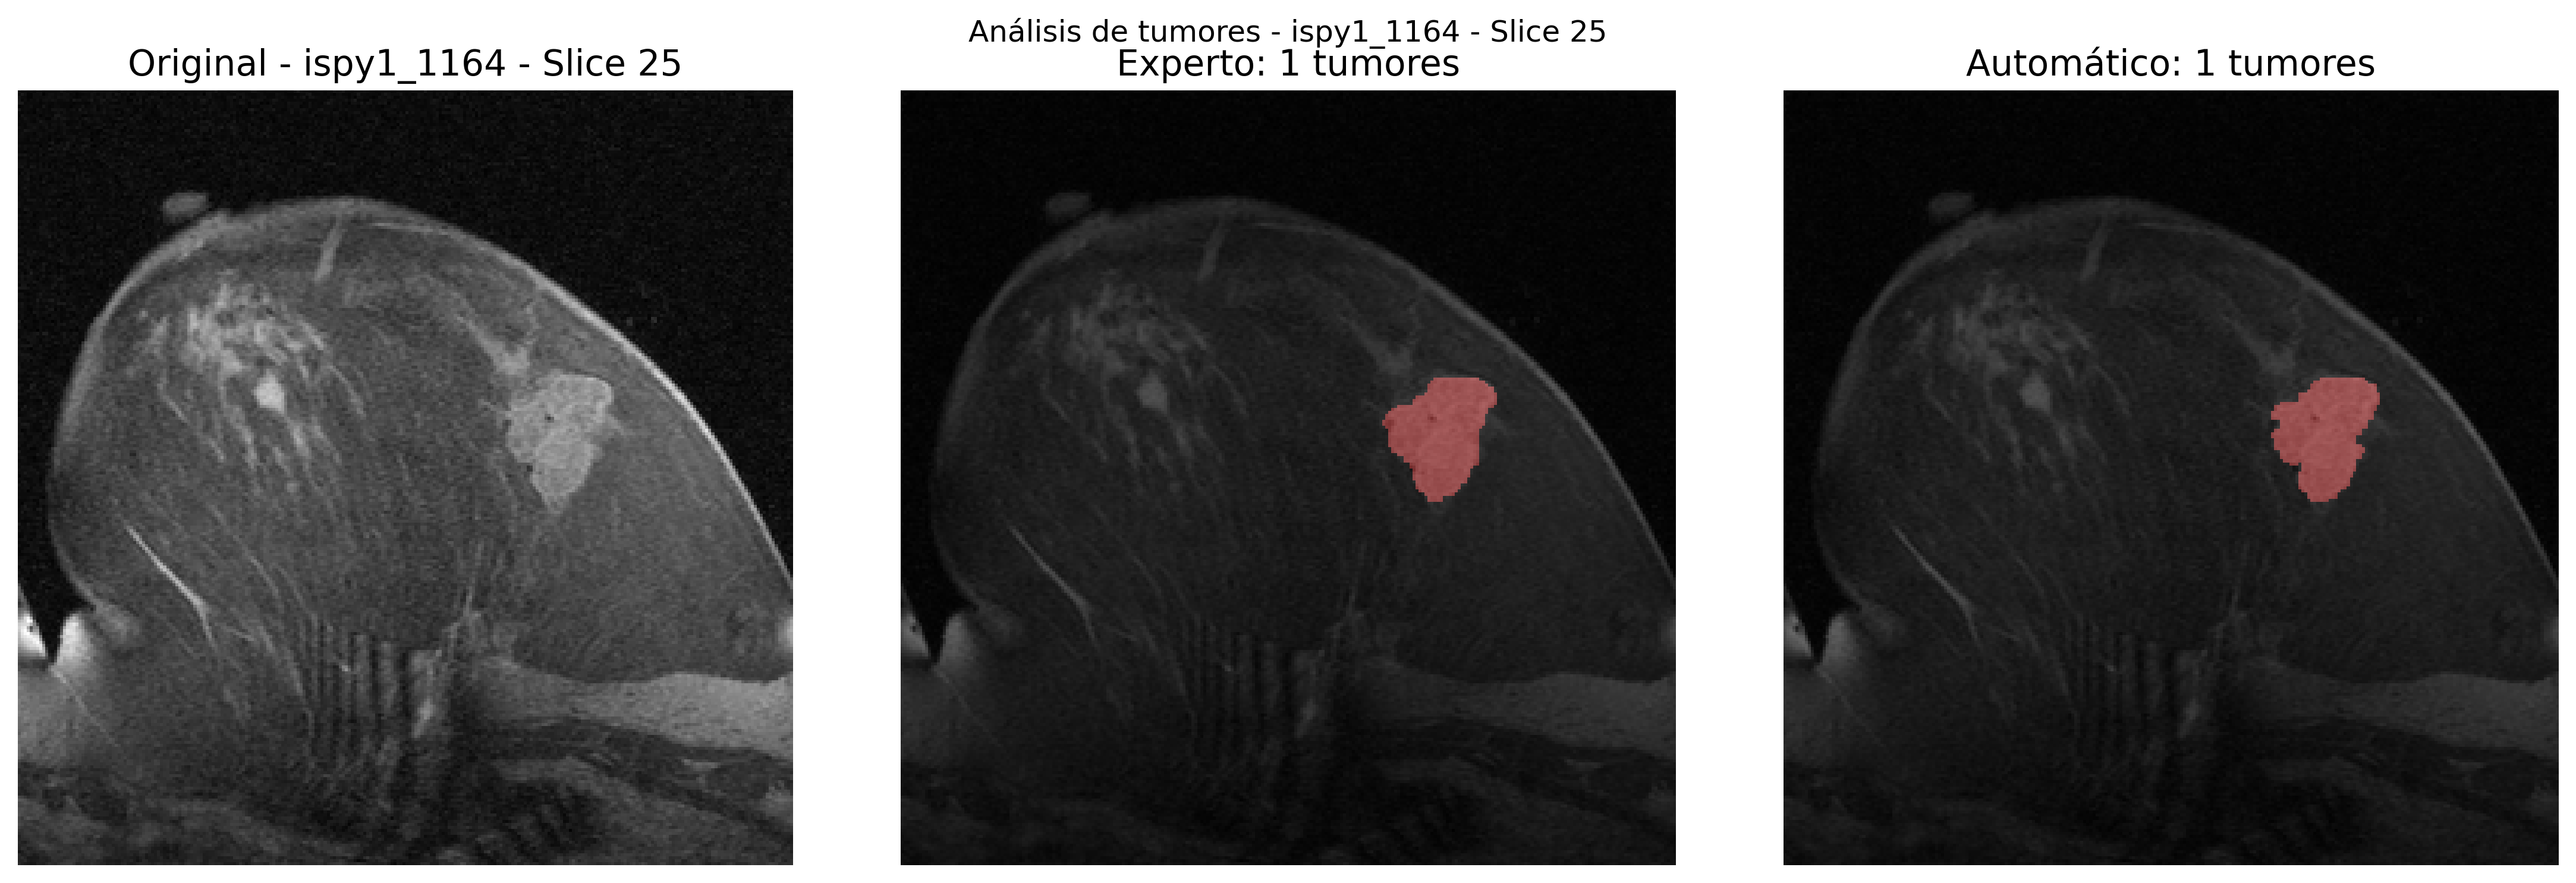 Análisis de tumores - ispy1_1164 - Slice 25
Original - ispy1_1164 - Slice 25
Experto: 1 tumores
Automático: 1 tumores